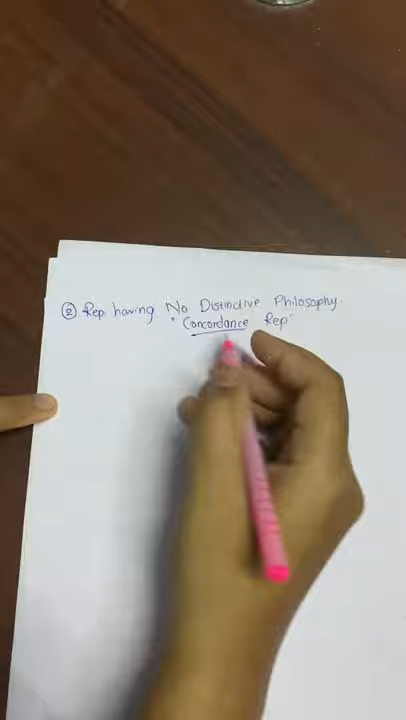 ② Rep having No Distinctive Philosophy.
"Concordance Rep"